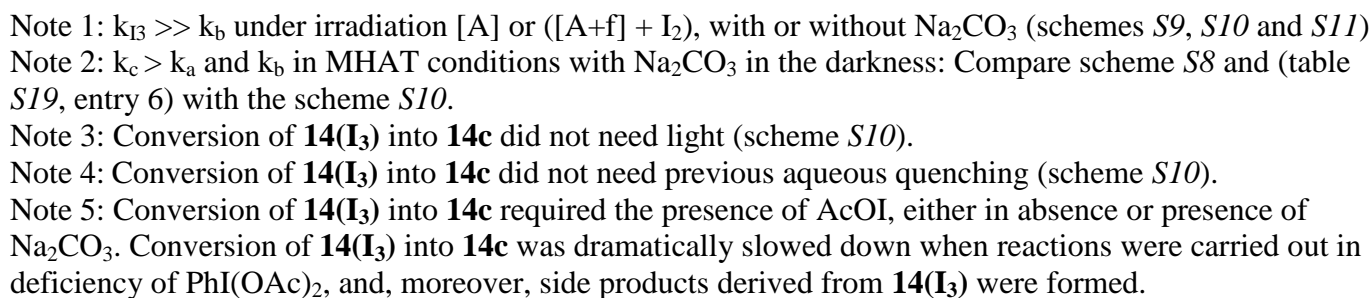 Note 1: k_I3 >> k_b under irradiation [A] or ([A+f] + I₂), with or without Na₂CO₃ (schemes S9, S10 and S11)
Note 2: k_c > k_a and k_b in MHAT conditions with Na₂CO₃ in the darkness: Compare scheme S8 and (table
S19, entry 6) with the scheme S10.
Note 3: Conversion of 14(I₃) into 14c did not need light (scheme S10).
Note 4: Conversion of 14(I₃) into 14c did not need previous aqueous quenching (scheme S10).
Note 5: Conversion of 14(I₃) into 14c required the presence of AcOI, either in absence or presence of
Na₂CO₃. Conversion of 14(I₃) into 14c was dramatically slowed down when reactions were carried out in
deficiency of PhI(OAc)₂, and, moreover, side products derived from 14(I₃) were formed.